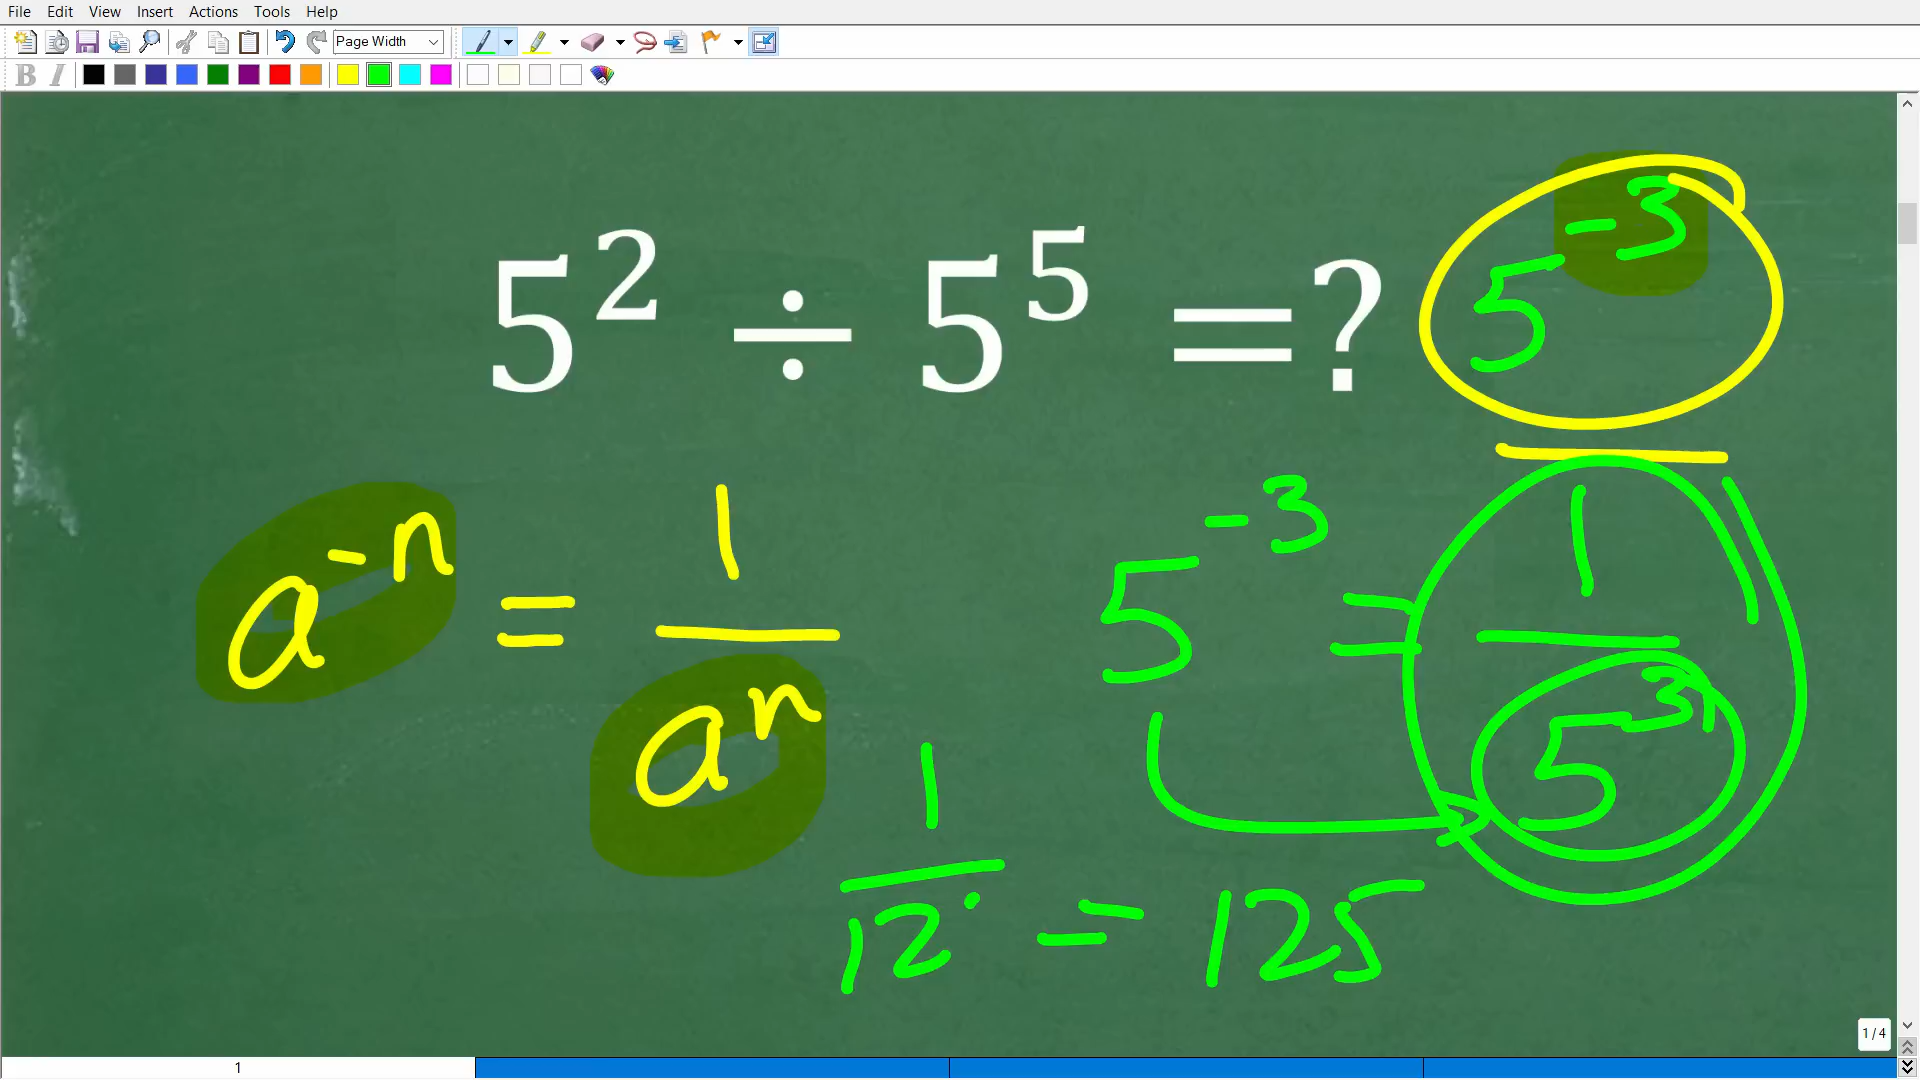 File Edit View Insert Actions Tools Help
Page Width
B I
5² ÷ 5⁵ =? 5⁻³
a⁻ⁿ = 1/aⁿ
5⁻³ = 1/5³
1/12 = 125
1 / 4
1